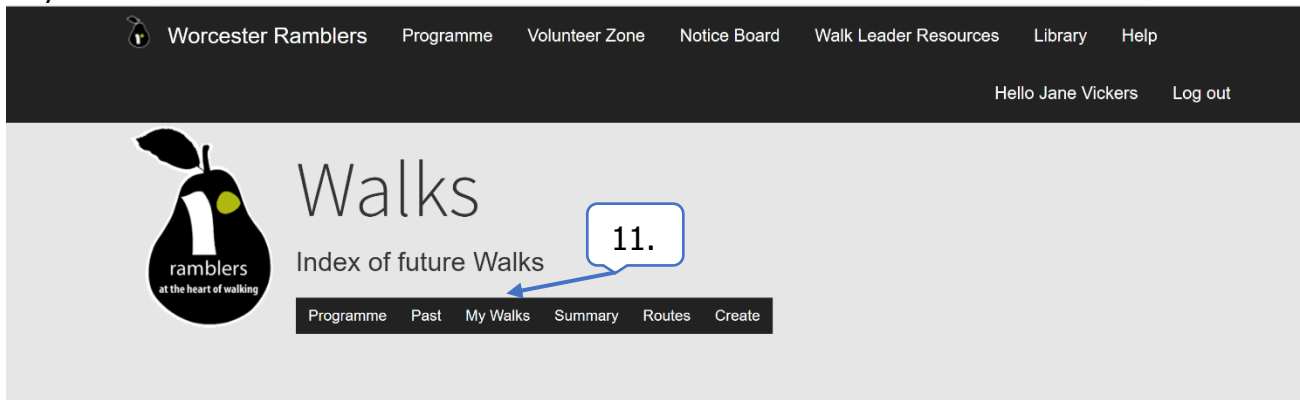 Worcester Ramblers Programme Volunteer Zone Notice Board Walk Leader Resources Library Help
Hello Jane Vickers Log out
ramblers
at the heart of walking
Walks
Index of future Walks
11.
Programme Past My Walks Summary Routes Create